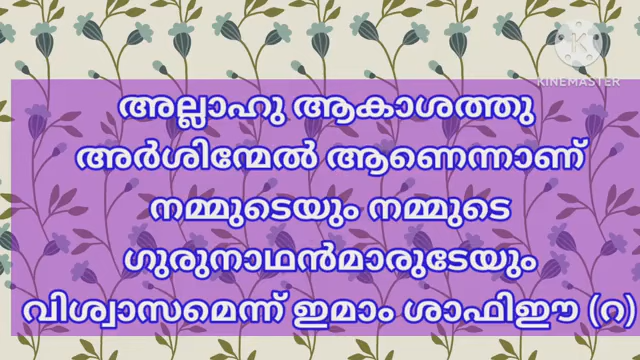 KINEMASTER
അല്ലാഹു ആകാശത്തു
അർശിന്മേൽ ആണെന്നാണ്
നമ്മുടെയും നമ്മുടെ
ഗുരുനാഥൻമാരുടേയും
വിശ്വാസമെന്ന് ഇമാം ശാഫിഈ (റ)